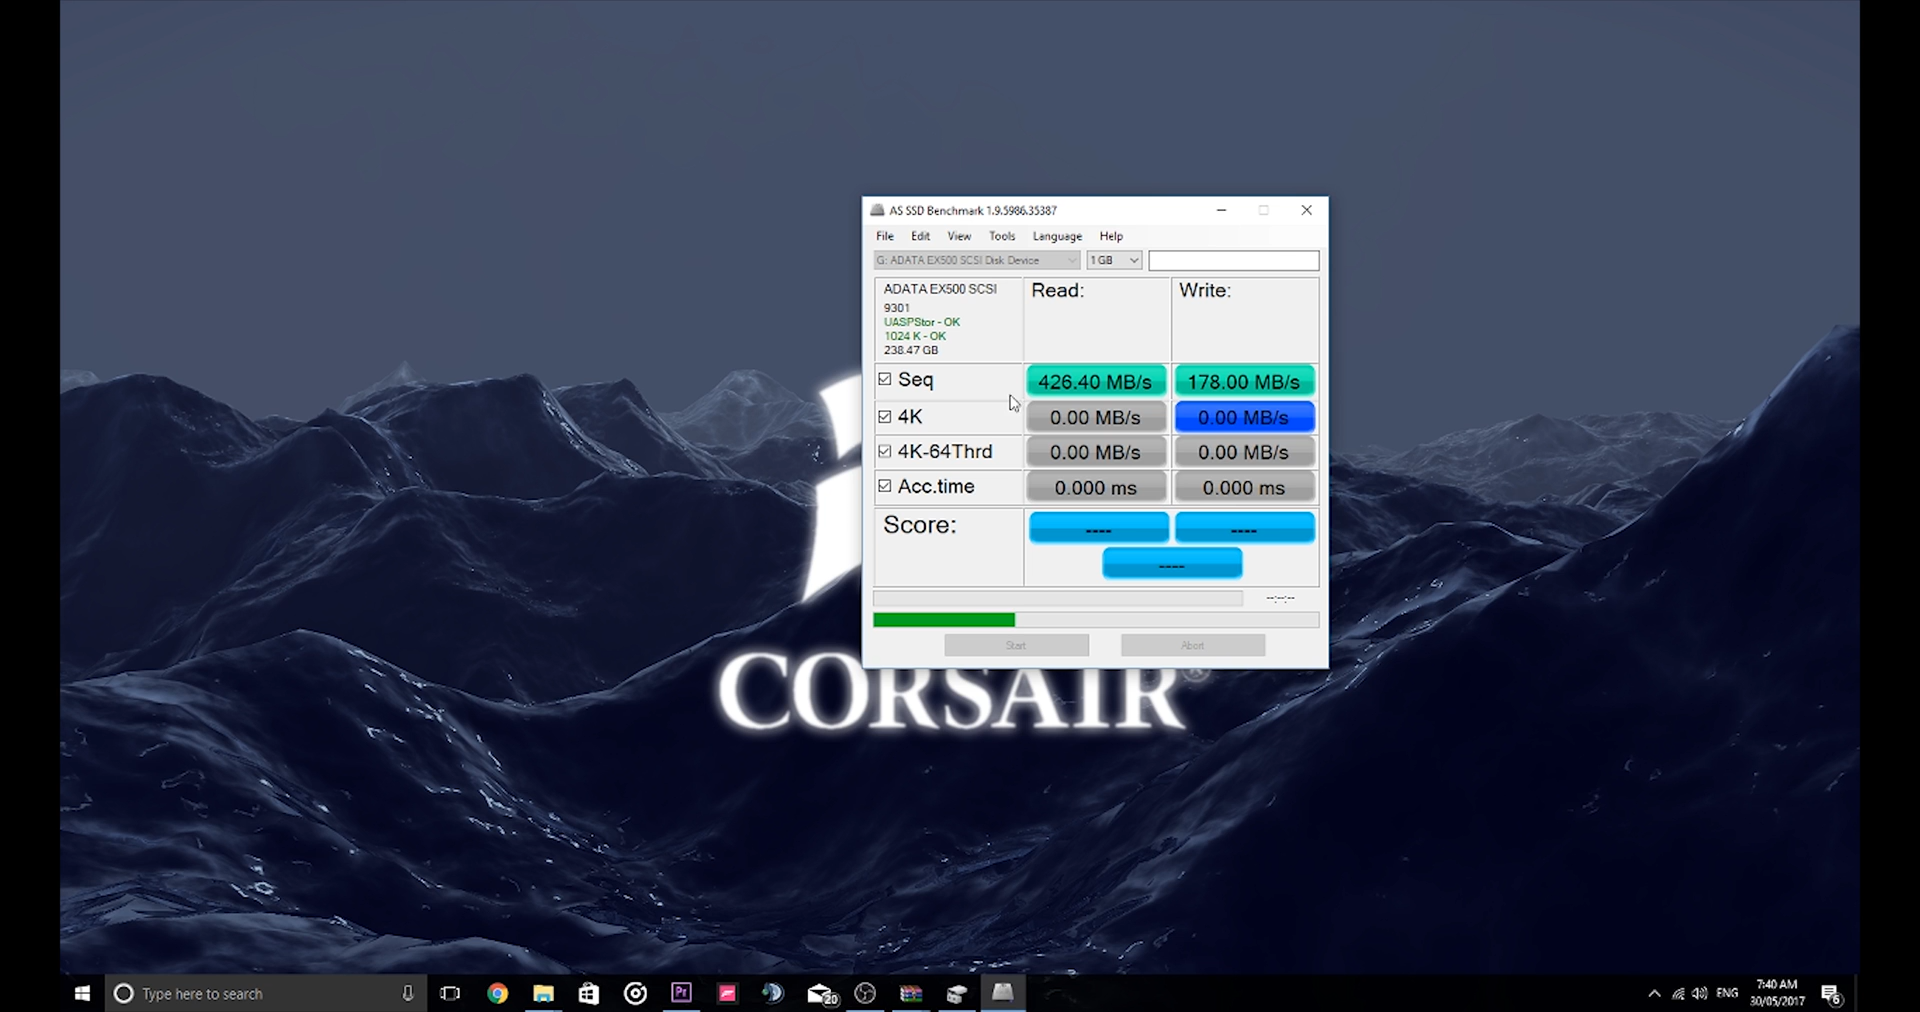 AS SSD Benchmark 1.9.5986.35387
File Edit View Tools Language Help
G: ADATA EX500 SCSI Disk Device 1 GB
ADATA EX500 SCSI
9301
UASPStor - OK
1024 K - OK
238.47 GB
Read:
Write:
Seq 426.40 MB/s 178.00 MB/s
4K 0.00 MB/s 0.00 MB/s
4K-64Thrd 0.00 MB/s 0.00 MB/s
Acc.time 0.000 ms 0.000 ms
Score: ---- ----
----
--:--:--
Start Abort
CORSAIR®
Type here to search
Pr
20
ENG
7:40 AM
30/05/2017
6